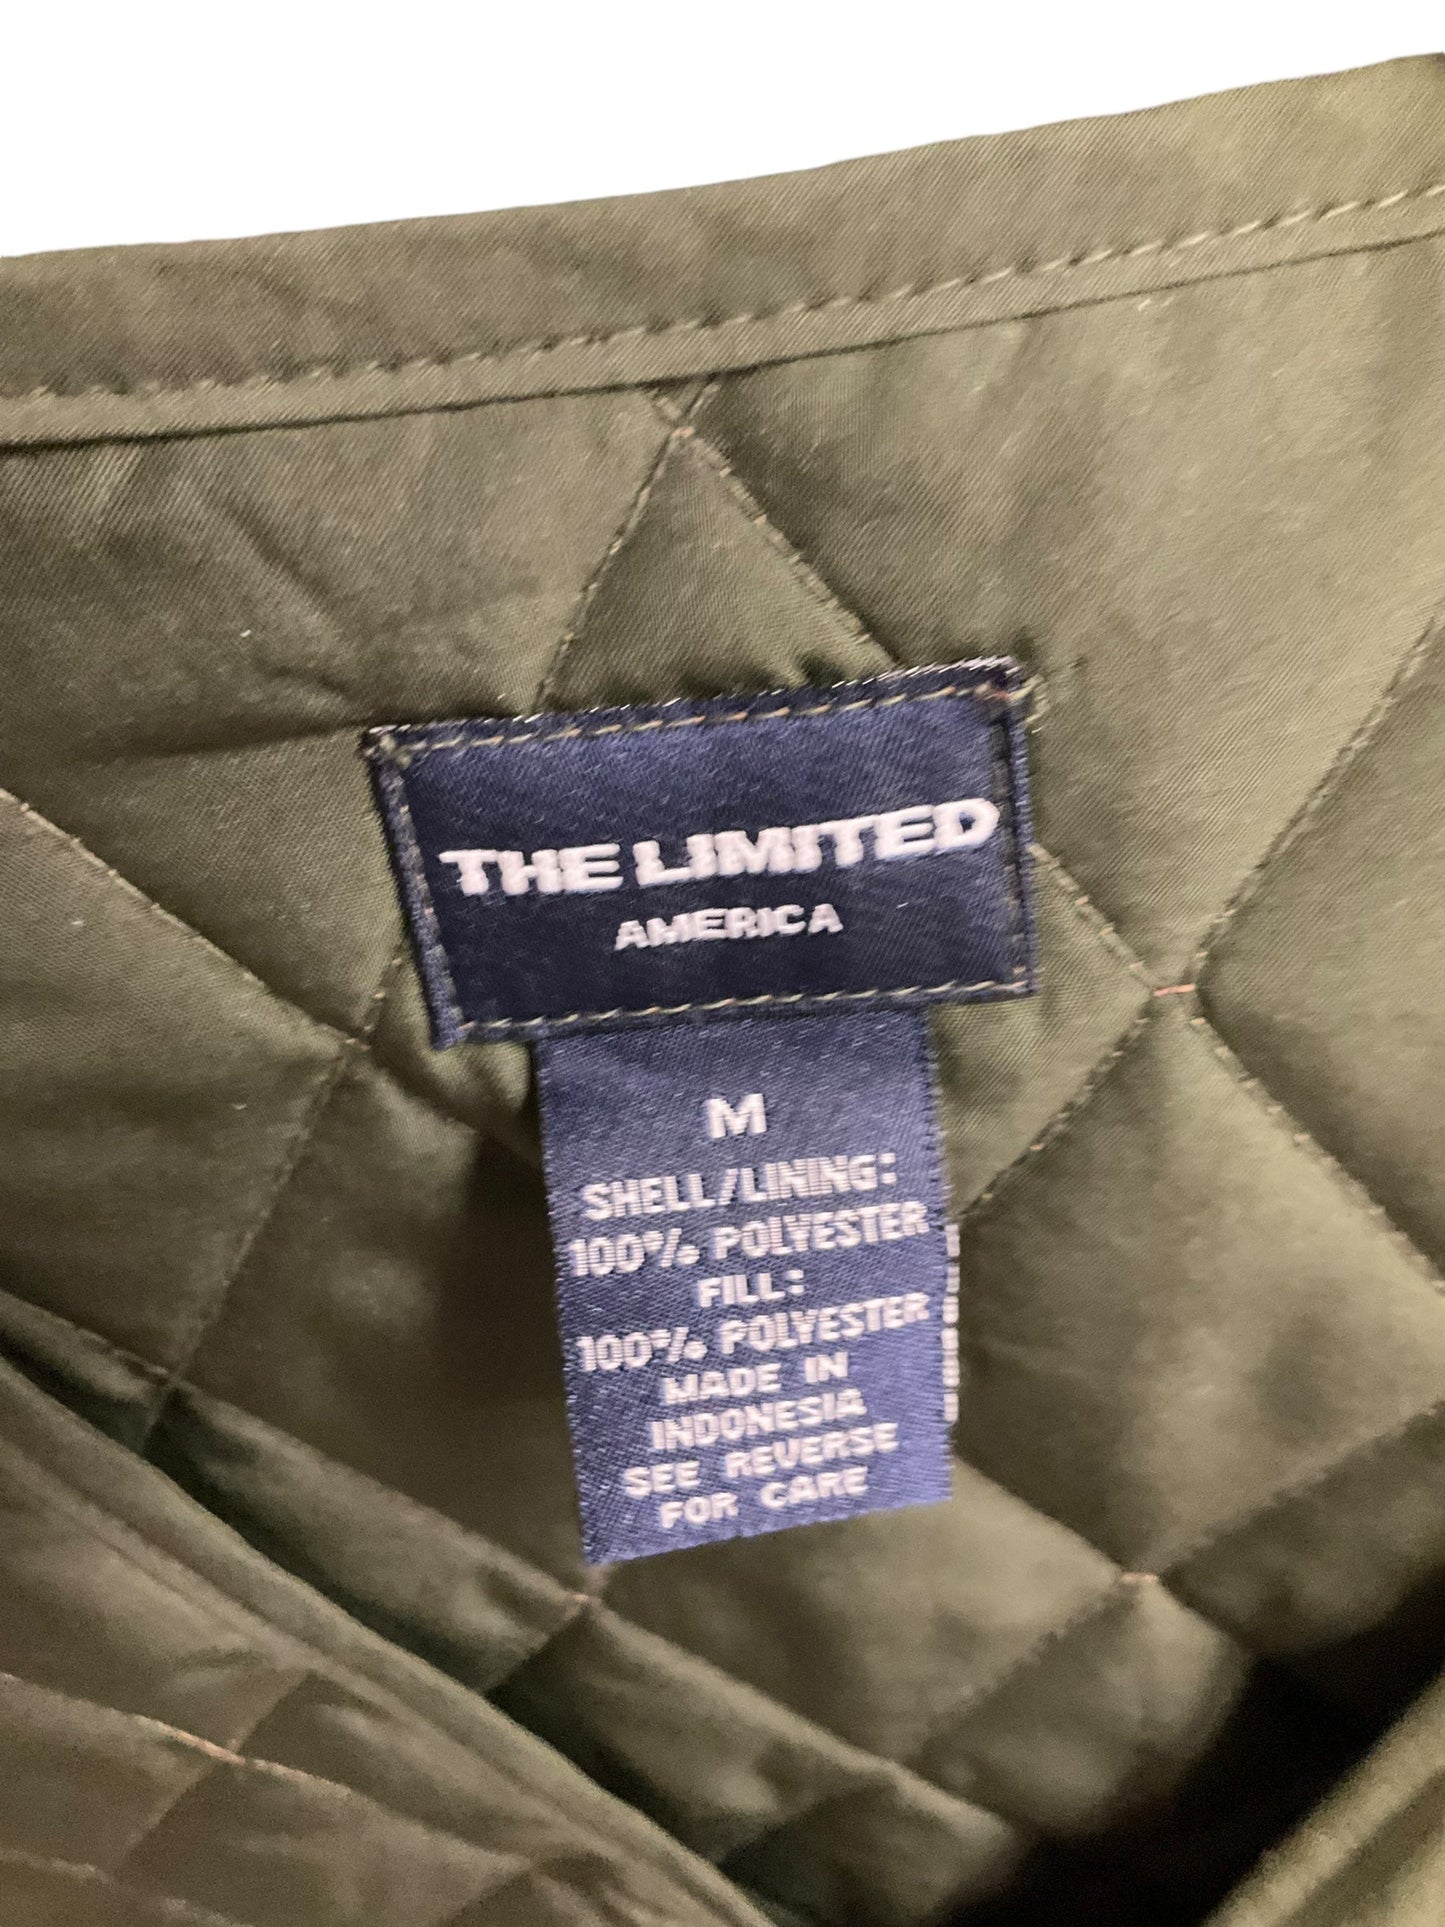 THE LIMITED
AMERICA
M
SHELL/LINING:
100% POLYESTER
FILL:
100% POLYESTER
MADE IN
INDONESIA
SEE REVERSE
FOR CARE